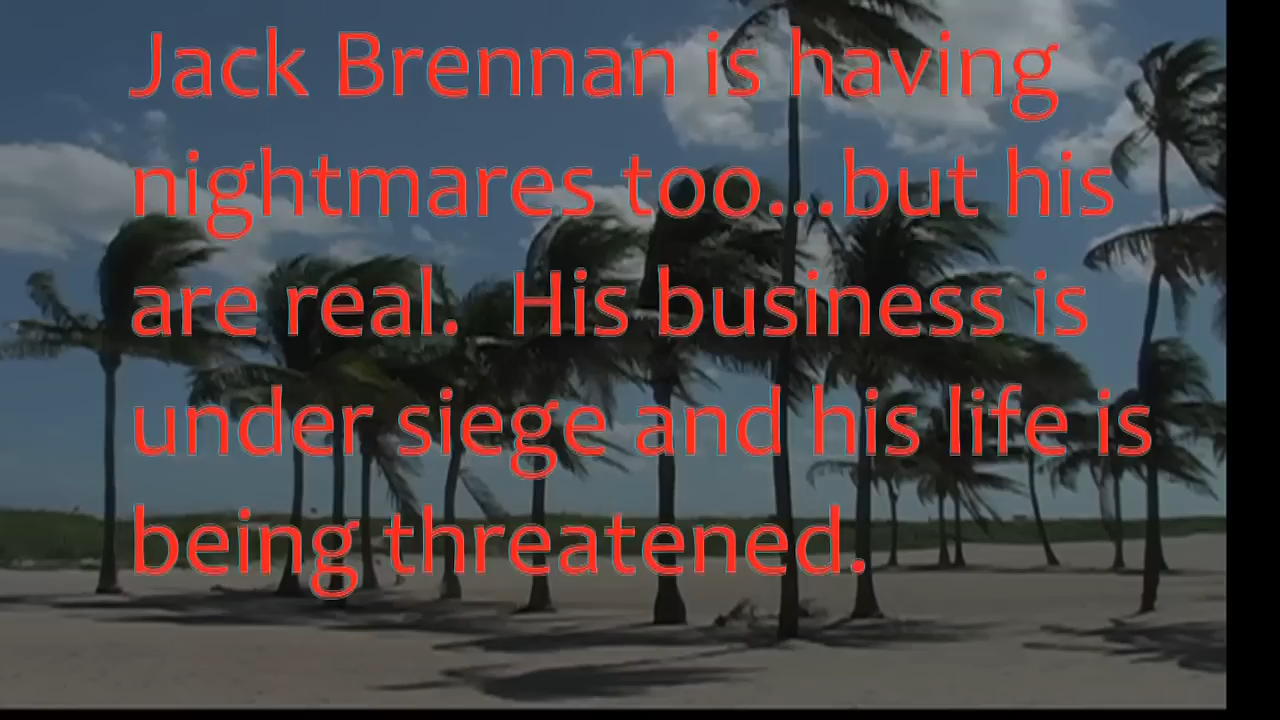 Jack Brennan is having
nightmares too...but his
are real.  His business is
under siege and his life is
being threatened.